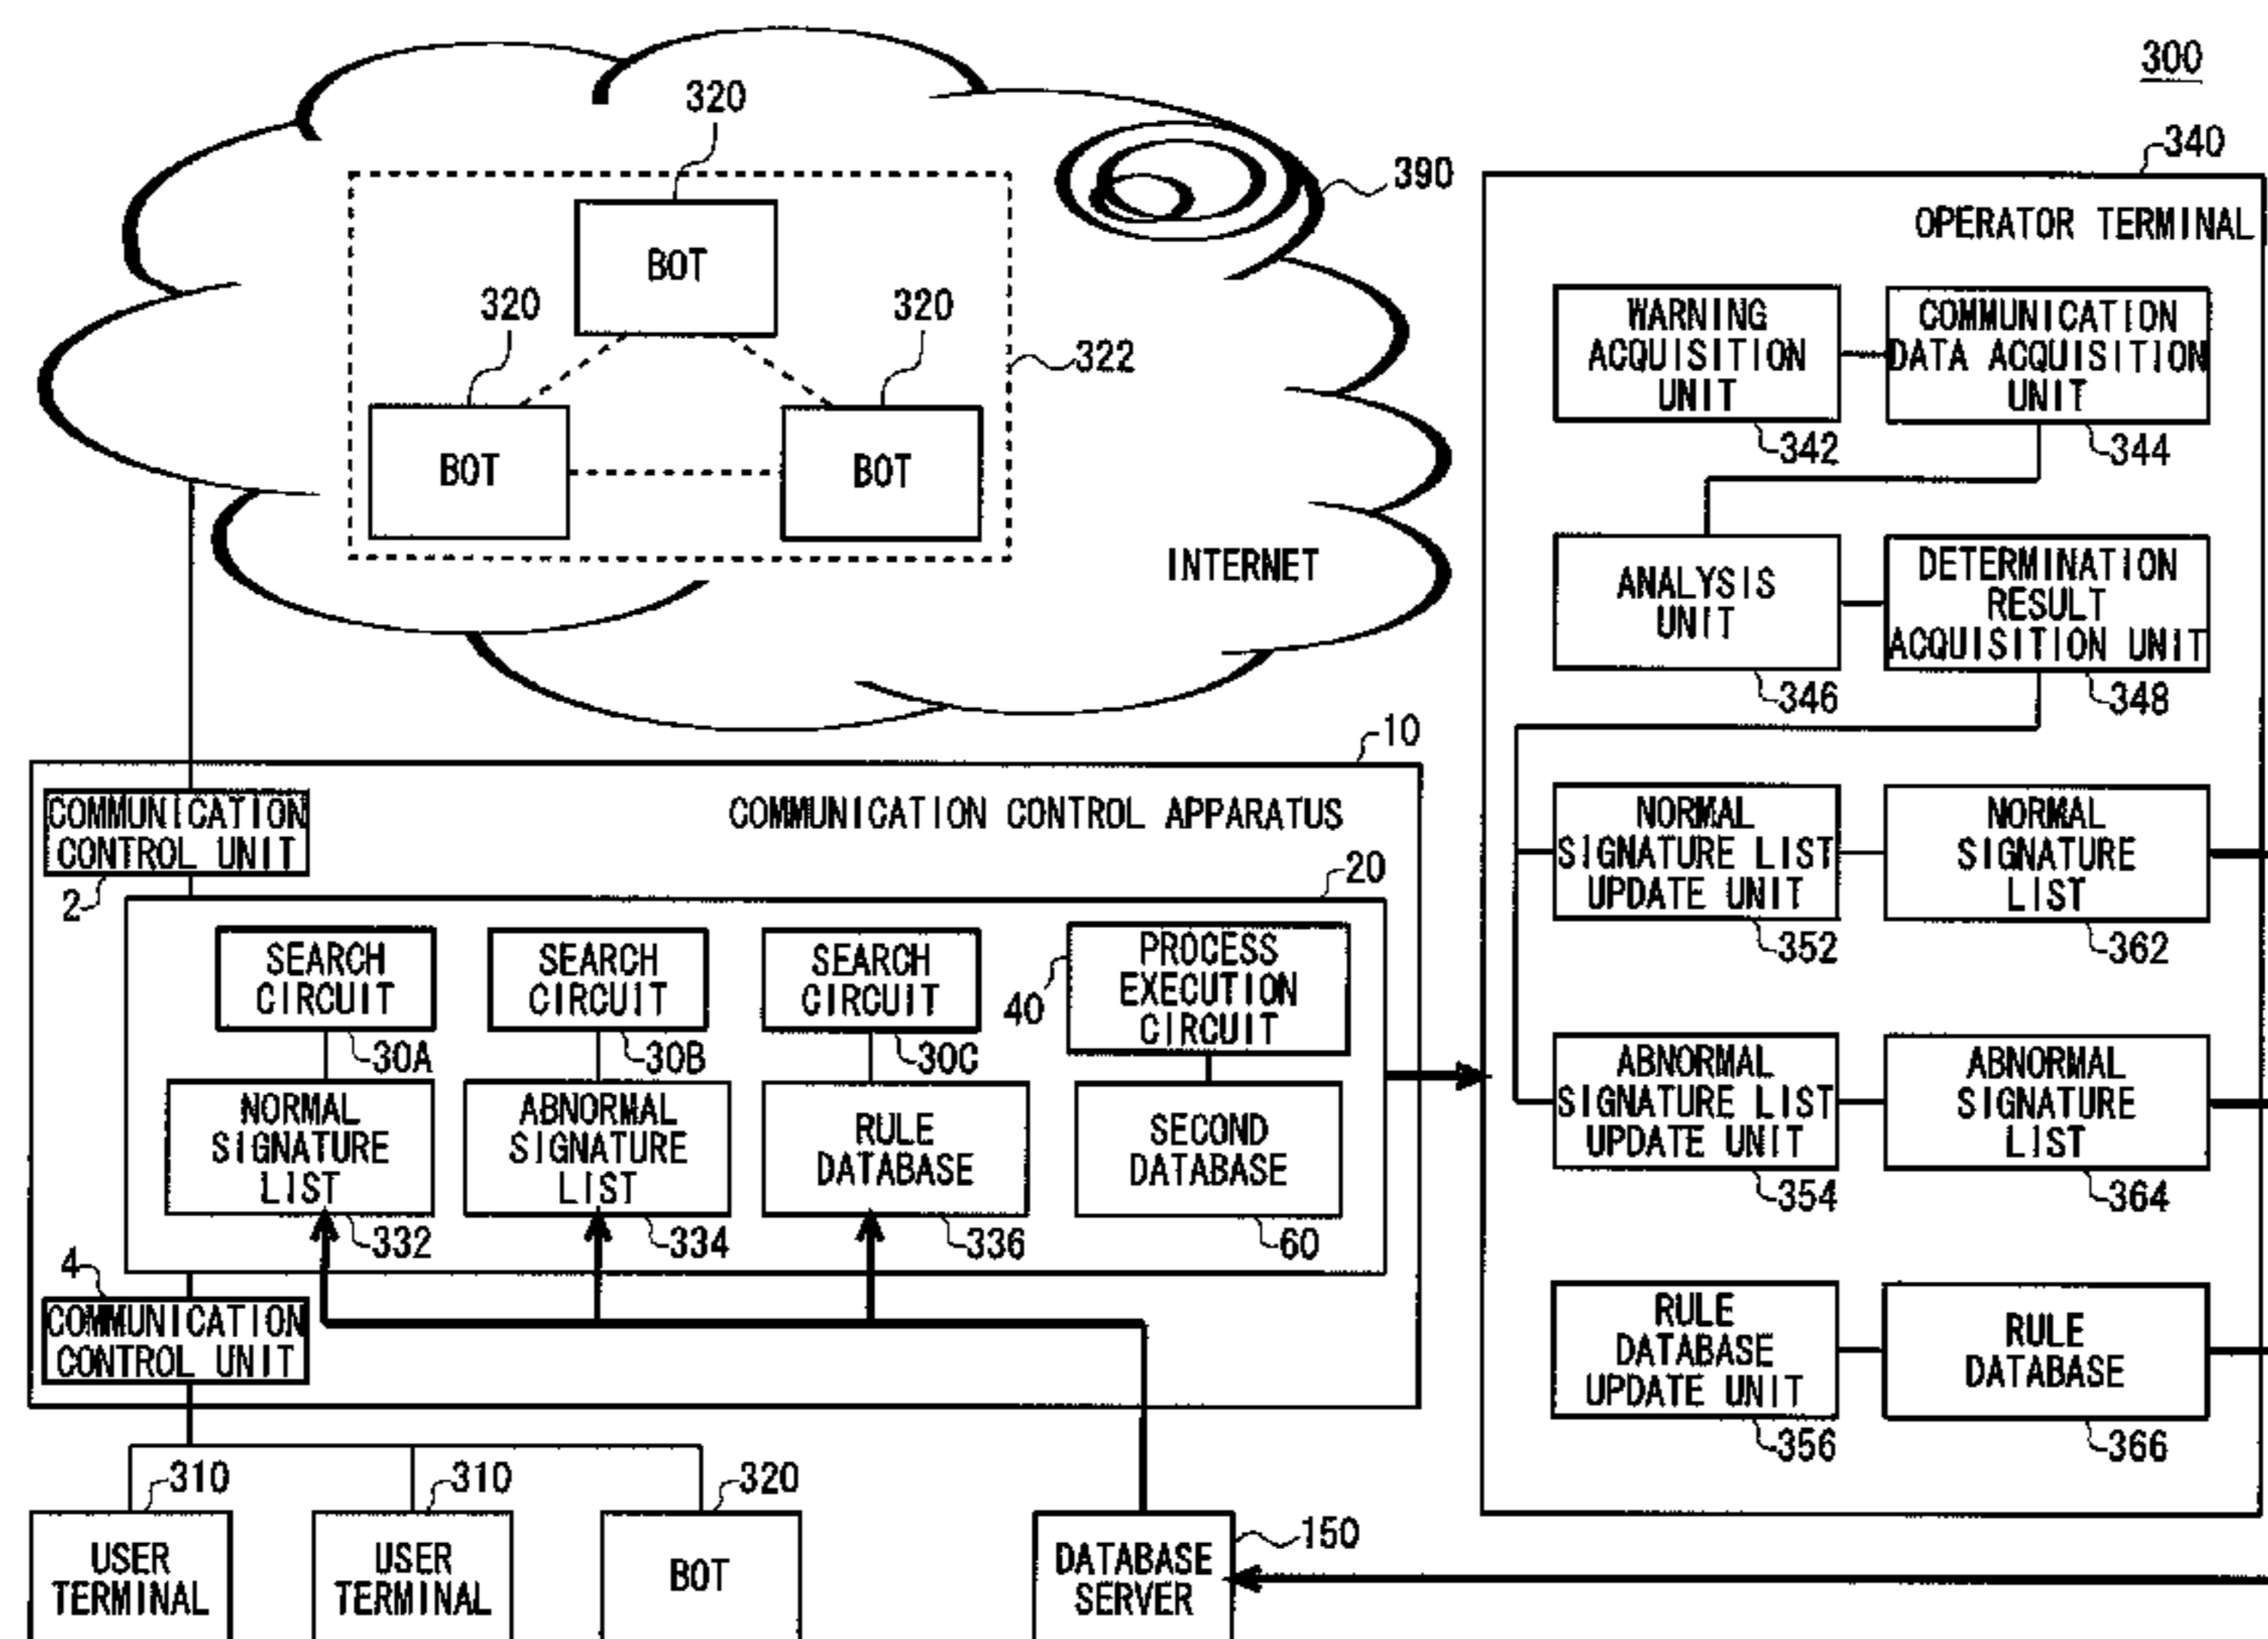 300
320
390
340
OPERATOR TERMINAL
BOT
320
320
322
BOT
BOT
INTERNET
WARNING
ACQUISITION
UNIT
342
COMMUNICATION
DATA ACQUISITION
UNIT
344
ANALYSIS
UNIT
346
DETERMINATION
RESULT
ACQUISITION UNIT
348
10
COMMUNICATION CONTROL APPARATUS
COMMUNICATION
CONTROL UNIT
2
20
SEARCH
CIRCUIT
30A
SEARCH
CIRCUIT
30B
SEARCH
CIRCUIT
30C
40
PROCESS
EXECUTION
CIRCUIT
NORMAL
SIGNATURE
LIST
332
ABNORMAL
SIGNATURE
LIST
334
RULE
DATABASE
336
SECOND
DATABASE
60
4
COMMUNICATION
CONTROL UNIT
NORMAL
SIGNATURE LIST
UPDATE UNIT
352
NORMAL
SIGNATURE
LIST
362
ABNORMAL
SIGNATURE LIST
UPDATE UNIT
354
ABNORMAL
SIGNATURE
LIST
364
RULE
DATABASE
UPDATE UNIT
356
RULE
DATABASE
366
310
USER
TERMINAL
310
USER
TERMINAL
320
BOT
150
DATABASE
SERVER